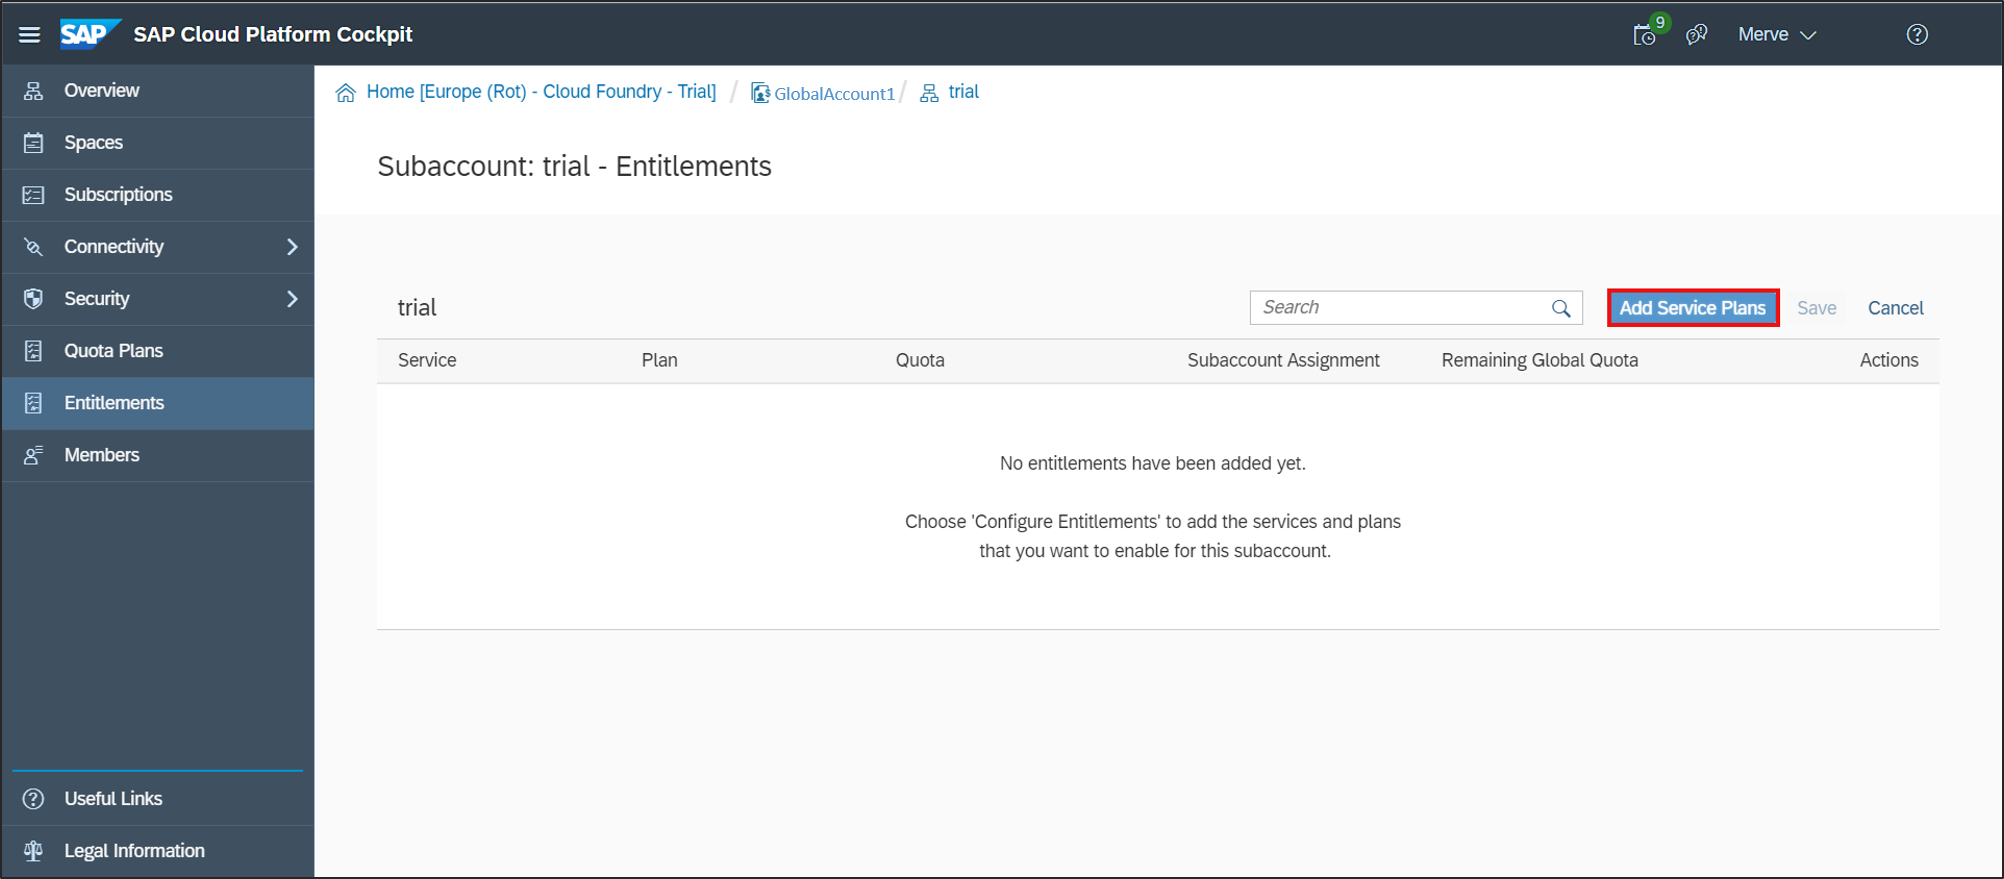 SAP SAP Cloud Platform Cockpit 9 Merve
Overview
Spaces
Subscriptions
Connectivity
Security
Quota Plans
Entitlements
Members
Useful Links
Legal Information
Home [Europe (Rot) - Cloud Foundry - Trial] / GlobalAccount1 / trial
Subaccount: trial - Entitlements
trial Search Add Service Plans Save Cancel
Service Plan Quota Subaccount Assignment Remaining Global Quota Actions
No entitlements have been added yet.
Choose 'Configure Entitlements' to add the services and plans
that you want to enable for this subaccount.